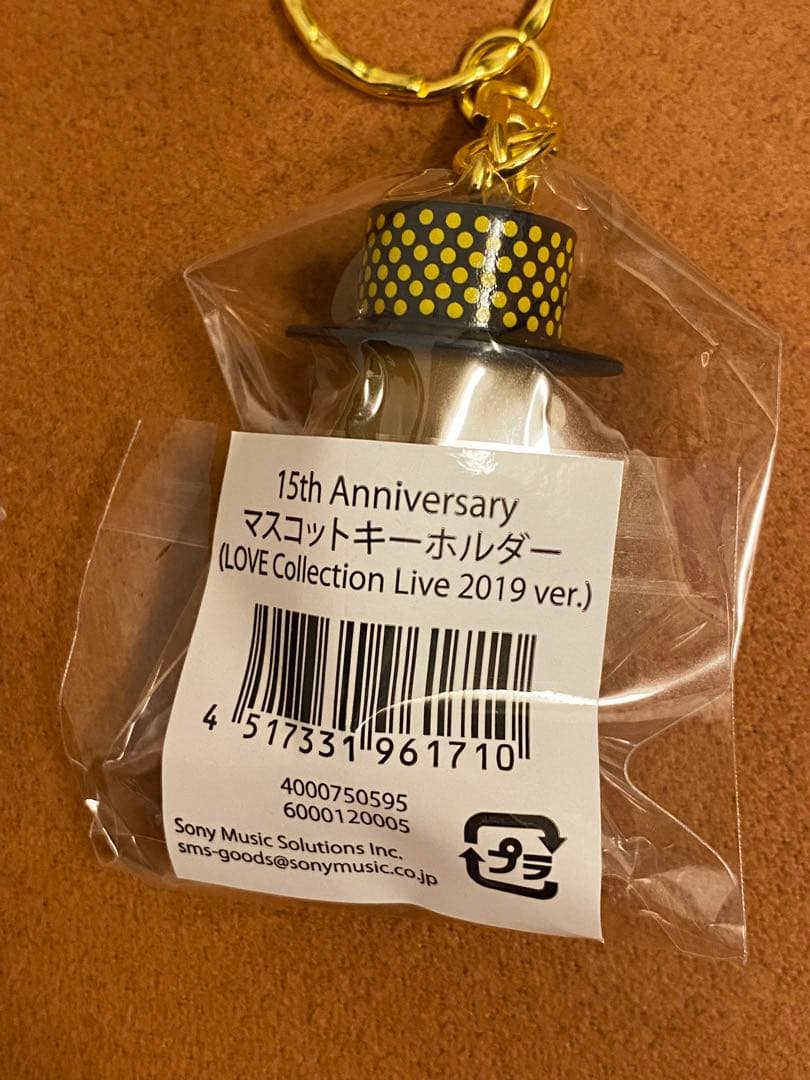 15th Anniversary
マスコットキーホルダー
(LOVE Collection Live 2019 ver.)
4 517331 961710
4000750595
6000120005
Sony Music Solutions Inc.
sms-goods@sonymusic.co.jp
プラ